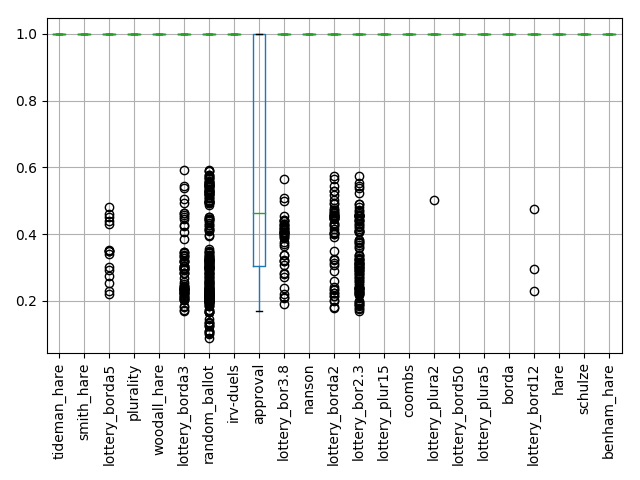 1.0
0.8
0.6
0.4
0.2
tideman_hare
smith_hare
lottery_borda5
plurality
woodall_hare
lottery_borda3
random_ballot
irv-duels
approval
lottery_bor3.8
nanson
lottery_borda2
lottery_bor2.3
lottery_plur15
coombs
lottery_plura2
lottery_bord50
lottery_plura5
borda
lottery_bord12
hare
schulze
benham_hare